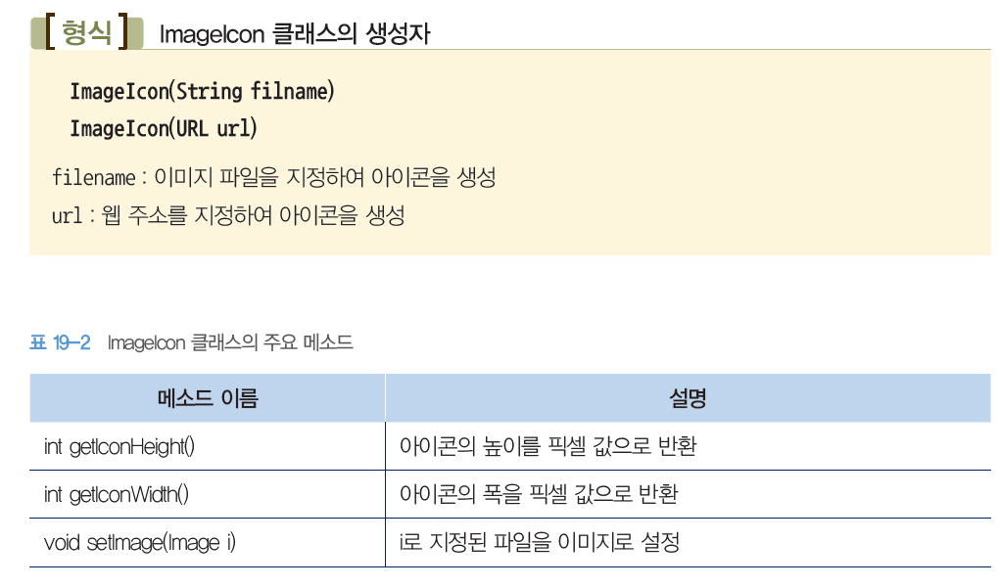 [형식] ImageIcon 클래스의 생성자
ImageIcon(String filname)
ImageIcon(URL url)
filename : 이미지 파일을 지정하여 아이콘을 생성
url : 웹 주소를 지정하여 아이콘을 생성
표 19-2 ImageIcon 클래스의 주요 메소드
메소드 이름 설명
int getIconHeight() 아이콘의 높이를 픽셀 값으로 반환
int getIconWidth() 아이콘의 폭을 픽셀 값으로 반환
void setImage(Image i) i로 지정된 파일을 이미지로 설정